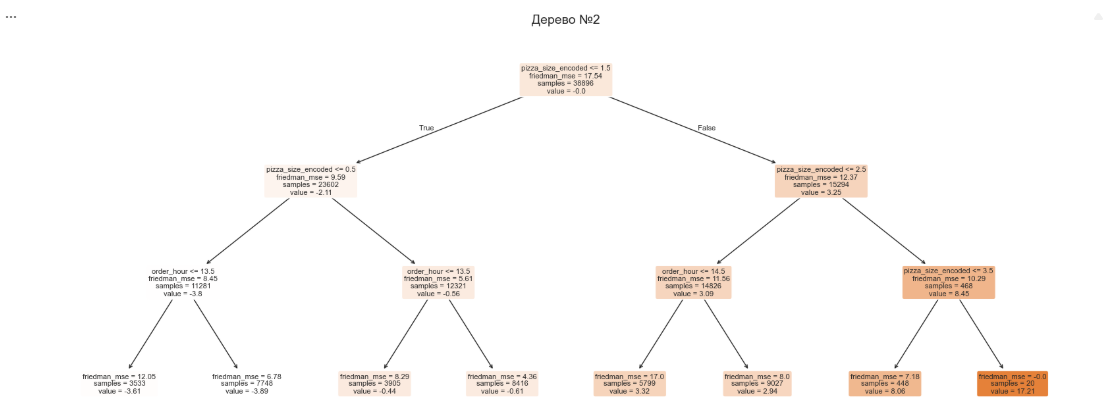 ...
Дерево №2
pizza_size_encoded <= 1.5
friedman_mse = 17.54
samples = 38896
value = -0.0
True
False
pizza_size_encoded <= 0.5
friedman_mse = 9.59
samples = 23602
value = -2.11
pizza_size_encoded <= 2.5
friedman_mse = 12.37
samples = 15294
value = 3.25
order_hour <= 13.5
friedman_mse = 8.45
samples = 11281
value = -3.8
order_hour <= 13.5
friedman_mse = 5.61
samples = 12321
value = -0.56
order_hour <= 14.5
friedman_mse = 11.56
samples = 14826
value = 3.09
pizza_size_encoded <= 3.5
friedman_mse = 10.29
samples = 468
value = 8.45
friedman_mse = 12.05
samples = 3533
value = -3.61
friedman_mse = 6.78
samples = 7748
value = -3.89
friedman_mse = 8.29
samples = 3905
value = -0.44
friedman_mse = 4.36
samples = 8416
value = -0.61
friedman_mse = 17.0
samples = 5799
value = 3.32
friedman_mse = 8.0
samples = 9027
value = 2.94
friedman_mse = 7.18
samples = 448
value = 8.06
friedman_mse = -0.0
samples = 20
value = 17.21